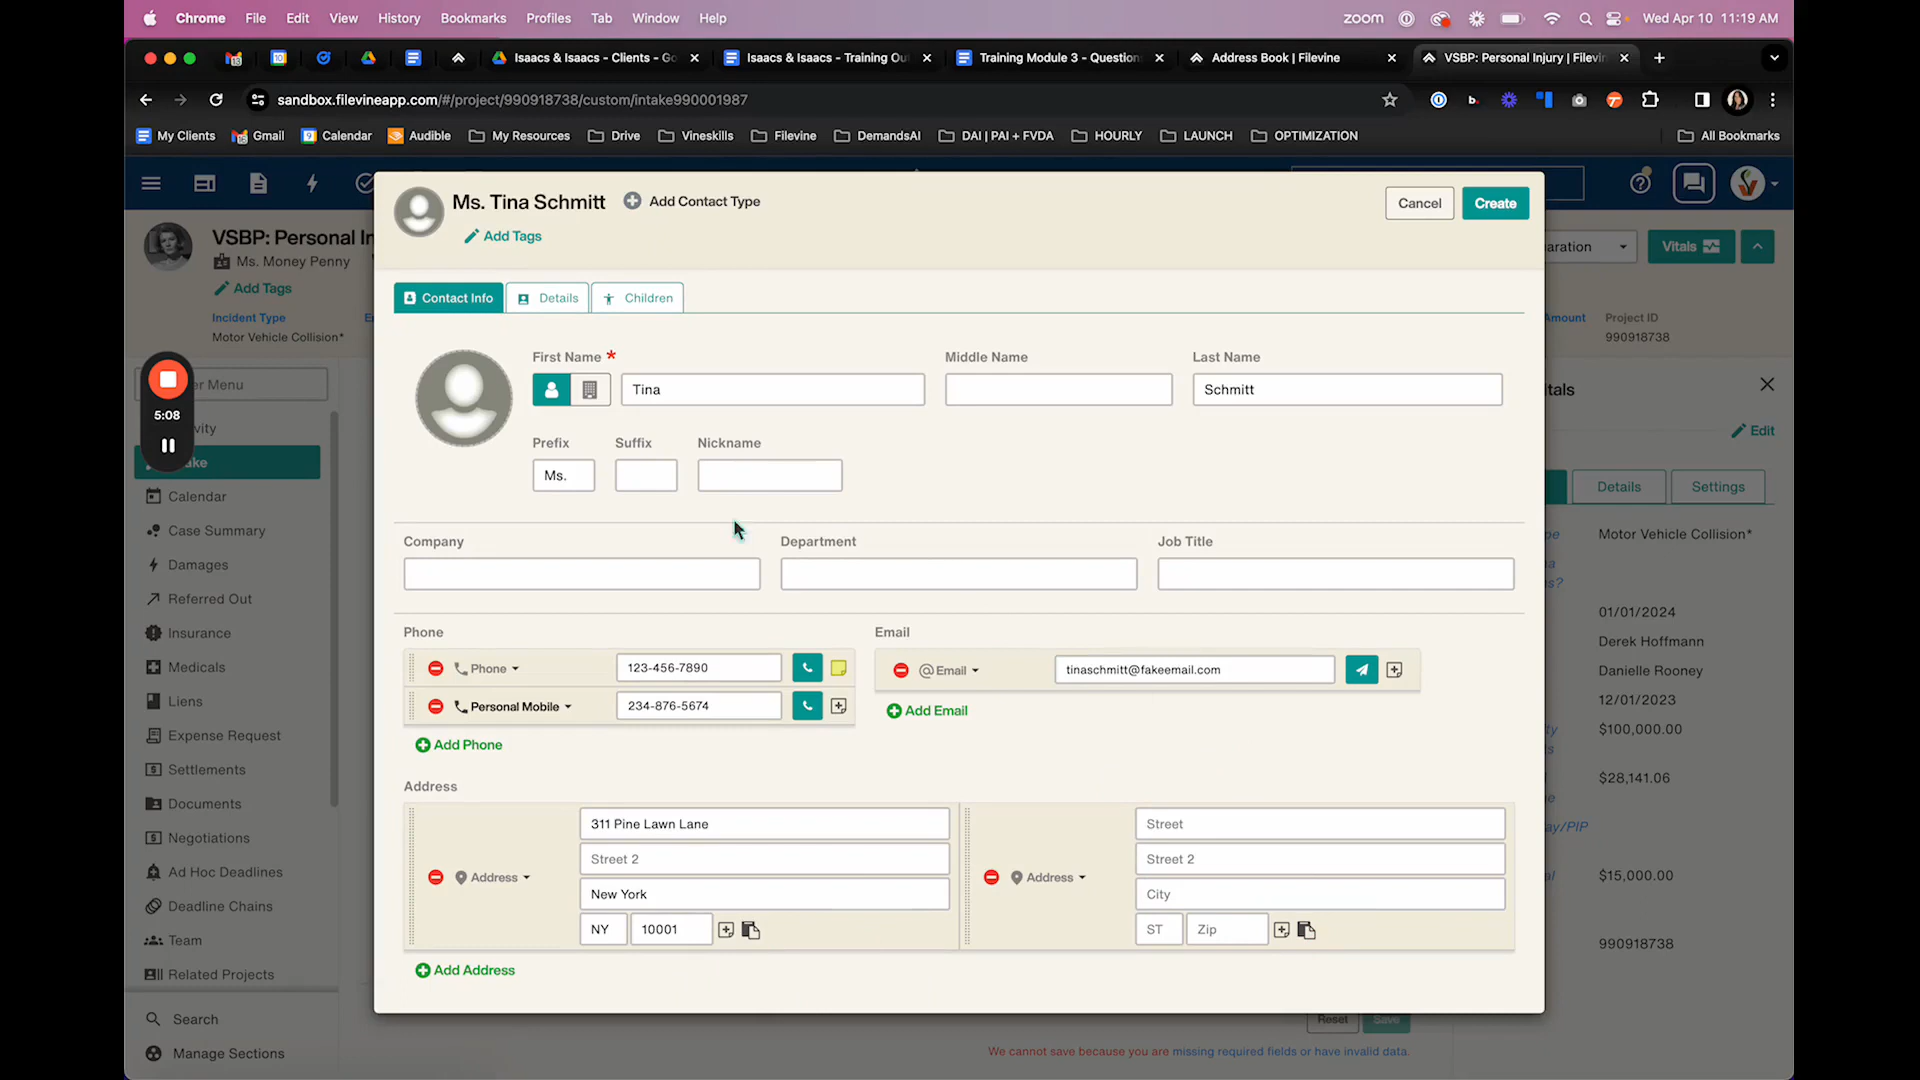 Chrome File Edit View History Bookmarks Profiles Tab Window Help zoom Wed Apr 10 11:19 AM
Isaacs & Isaacs - Clients - Go Isaacs & Isaacs - Training Ou Training Module 3 - Question Address Book | Filevine VSBP: Personal Injury | Filevin
sandbox.filevineapp.com/#/project/990918738/custom/intake990001987
My Clients Gmail Calendar Audible My Resources Drive Vineskills Filevine DemandsAI DAI | PAI + FVDA HOURLY LAUNCH OPTIMIZATION All Bookmarks
VSBP: Personal In
Ms. Money Penny
Add Tags
Incident Type
Motor Vehicle Collision*
Ms. Tina Schmitt
Add Contact Type
Add Tags
Cancel Create
aration
Vitals
Amount
Project ID
990918738
Contact Info Details Children
First Name * Middle Name Last Name
Tina Schmitt
Prefix Suffix Nickname
Ms.
Company Department Job Title
Phone Email
Phone 123-456-7890
Email tinaschmitt@fakeemail.com
Personal Mobile 234-876-5674
Add Email
Add Phone
Address
Address
311 Pine Lawn Lane
Street 2
New York
NY 10001
Address
Street
Street 2
City
ST Zip
Add Address
5:08
er Menu
vity
ake
Calendar
Case Summary
Damages
Referred Out
Insurance
Medicals
Liens
Expense Request
Settlements
Documents
Negotiations
Ad Hoc Deadlines
Deadline Chains
Team
Related Projects
Search
Manage Sections
tals
Edit
Details Settings
pe Motor Vehicle Collision*
a
s?
01/01/2024
Derek Hoffmann
Danielle Rooney
12/01/2023
ty $100,000.00
s
$28,141.06
ne
ay/PIP
al $15,000.00
990918738
Reset Save
We cannot save because you are missing required fields or have invalid data.